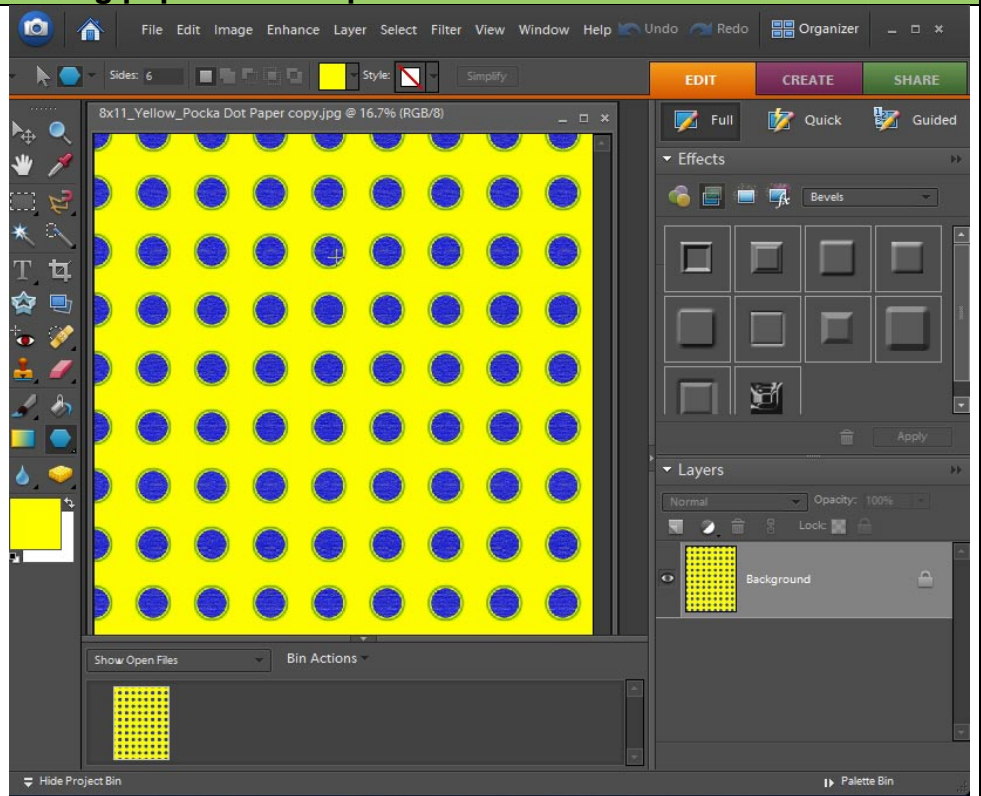 File Edit Image Enhance Layer Select Filter View Window Help Undo Redo Organizer
Sides: 6 Style: Simplify EDIT CREATE SHARE
8x11_Yellow_Pocka Dot Paper copy.jpg @ 16.7% (RGB/8)
Full Quick Guided
Effects
Bevels
T
Apply
Layers
Normal Opacity: 100%
Lock:
Background
Show Open Files Bin Actions
Hide Project Bin Palette Bin